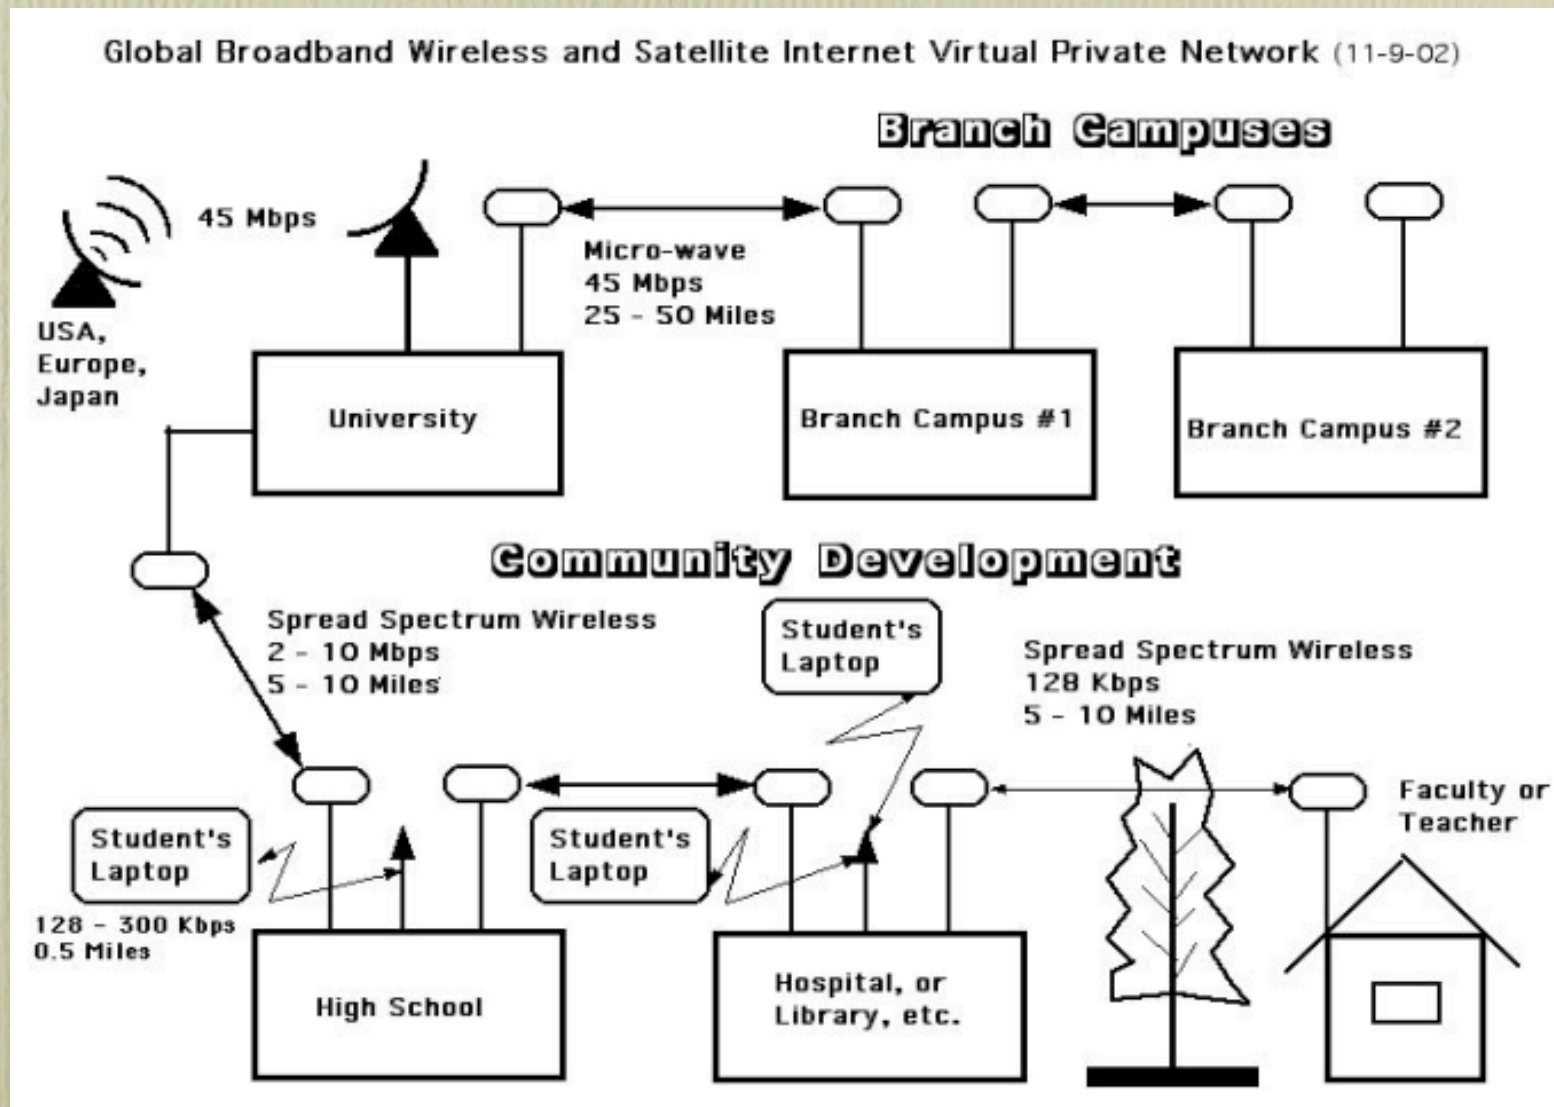 Global Broadband Wireless and Satellite Internet Virtual Private Network (11-9-02)
Branch Campuses
45 Mbps
Micro-wave
45 Mbps
25 - 50 Miles
USA,
Europe,
Japan
University
Branch Campus #1
Branch Campus #2
Community Development
Spread Spectrum Wireless
2 - 10 Mbps
5 - 10 Miles
Student's
Laptop
Spread Spectrum Wireless
128 Kbps
5 - 10 Miles
Student's
Laptop
128 - 300 Kbps
0.5 Miles
Student's
Laptop
Faculty or
Teacher
High School
Hospital, or
Library, etc.